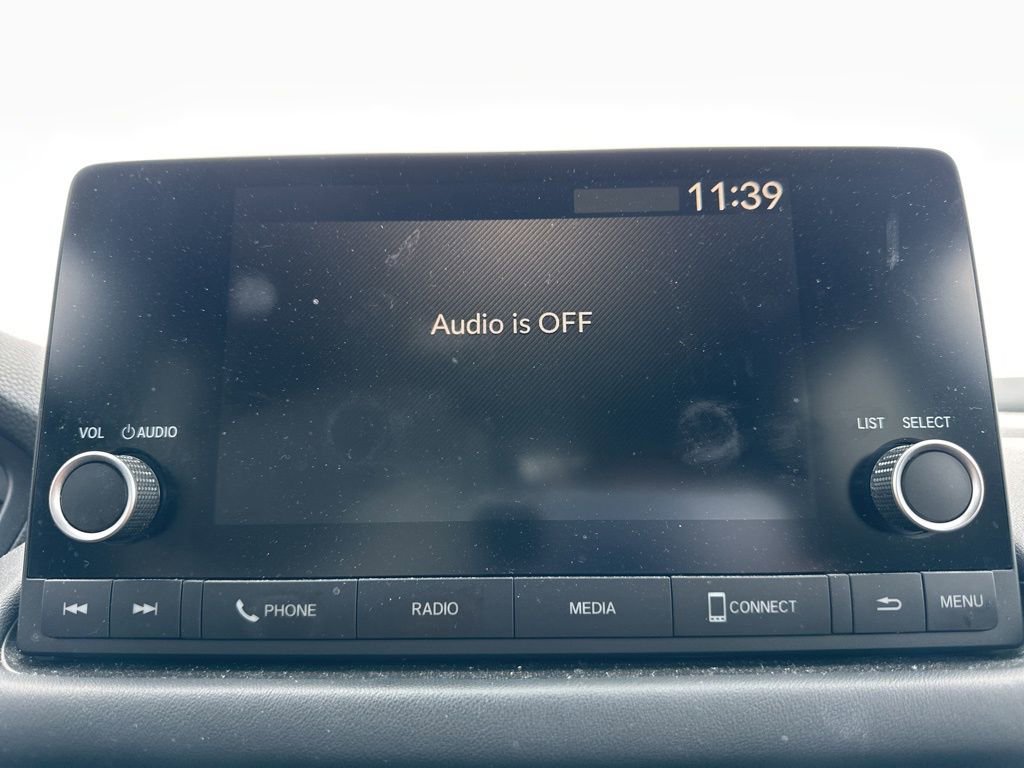 11:39
Audio is OFF
VOL AUDIO
LIST SELECT
PHONE RADIO MEDIA CONNECT MENU